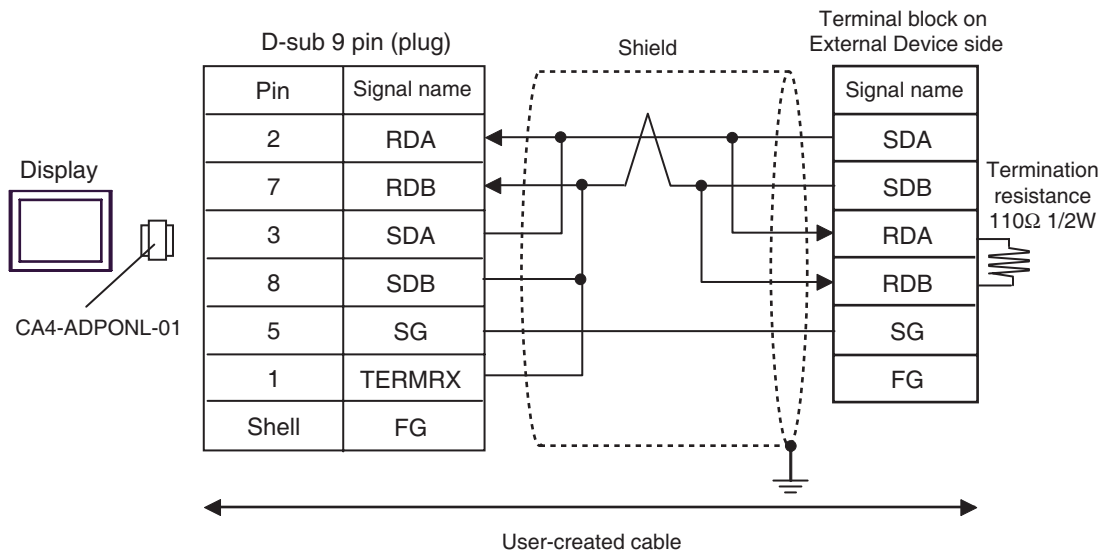 D-sub 9 pin (plug)
Shield
Terminal block on
External Device side
Pin Signal name
2 RDA
7 RDB
3 SDA
8 SDB
5 SG
1 TERMRX
Shell FG
Signal name
SDA
SDB
RDA
RDB
SG
FG
Termination
resistance
110Ω 1/2W
Display
CA4-ADPONL-01
User-created cable